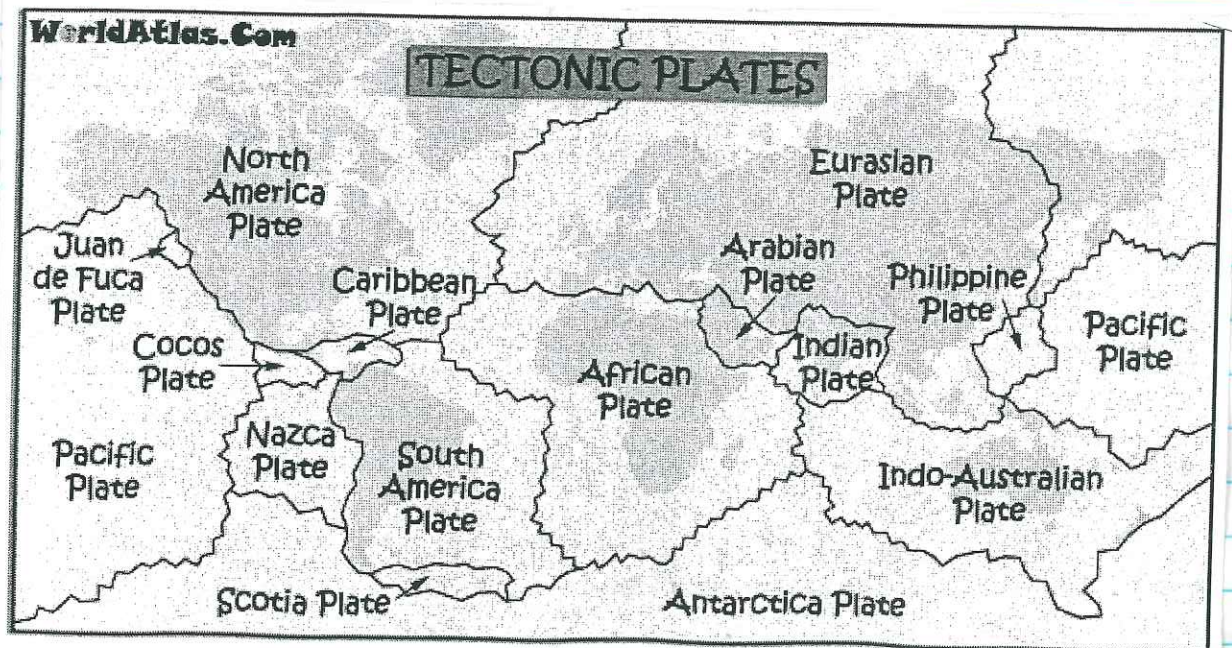 WorldAtlas.Com
TECTONIC PLATES
North
America
Plate
Eurasian
Plate
Juan
de Fuca
Plate
Caribbean
Plate
Arabian
Plate
Philippine
Plate
Pacific
Plate
Cocos
Plate
Indian
Plate
African
Plate
Nazca
Plate
Pacific
Plate
South
America
Plate
Indo-Australian
Plate
Scotia Plate
Antarctica Plate